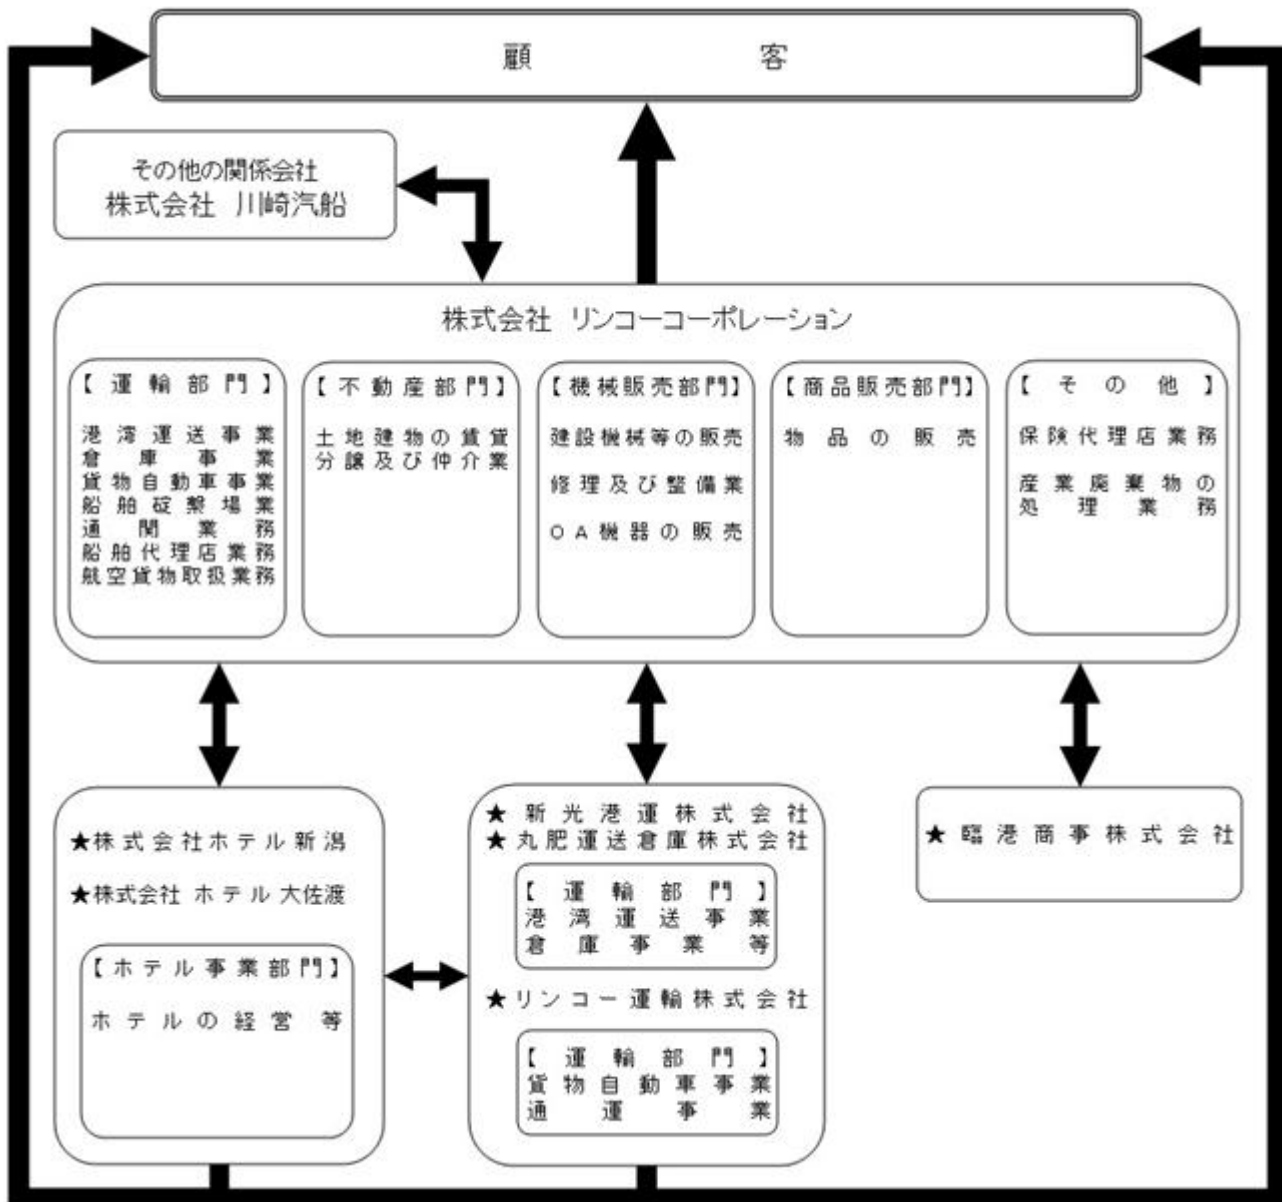 顧客
その他の関係会社
株式会社 川崎汽船
株式会社 リンコーコーポレーション
【運輸部門】
港湾運送事業
倉庫事業
貨物自動車事業
船舶碇繋場業
通関業務
船舶代理店業務
航空貨物取扱業務
【不動産部門】
土地建物の賃貸
分譲及び仲介業
【機械販売部門】
建設機械等の販売
修理及び整備業
OA機器の販売
【商品販売部門】
物品の販売
【その他】
保険代理店業務
産業廃棄物の
処理業務
★株式会社ホテル新潟
★株式会社 ホテル大佐渡
【ホテル事業部門】
ホテルの経営 等
★新光港運株式会社
★丸肥運送倉庫株式会社
【運輸部門】
港湾運送事業
倉庫事業等
★リンコー運輸株式会社
【運輸部門】
貨物自動車事業
通運事業
★臨港商事株式会社